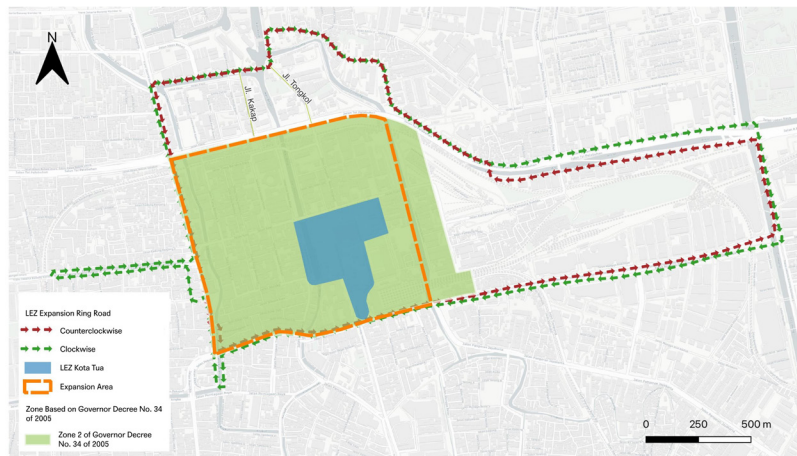 N
Jl. Kakap
Jl. Tongkol
LEZ Expansion Ring Road
Counterclockwise
Clockwise
LEZ Kota Tua
Expansion Area
Zone Based on Governor Decree No. 34
of 2005
Zone 2 of Governor Decree
No. 34 of 2005
0 250 500 m